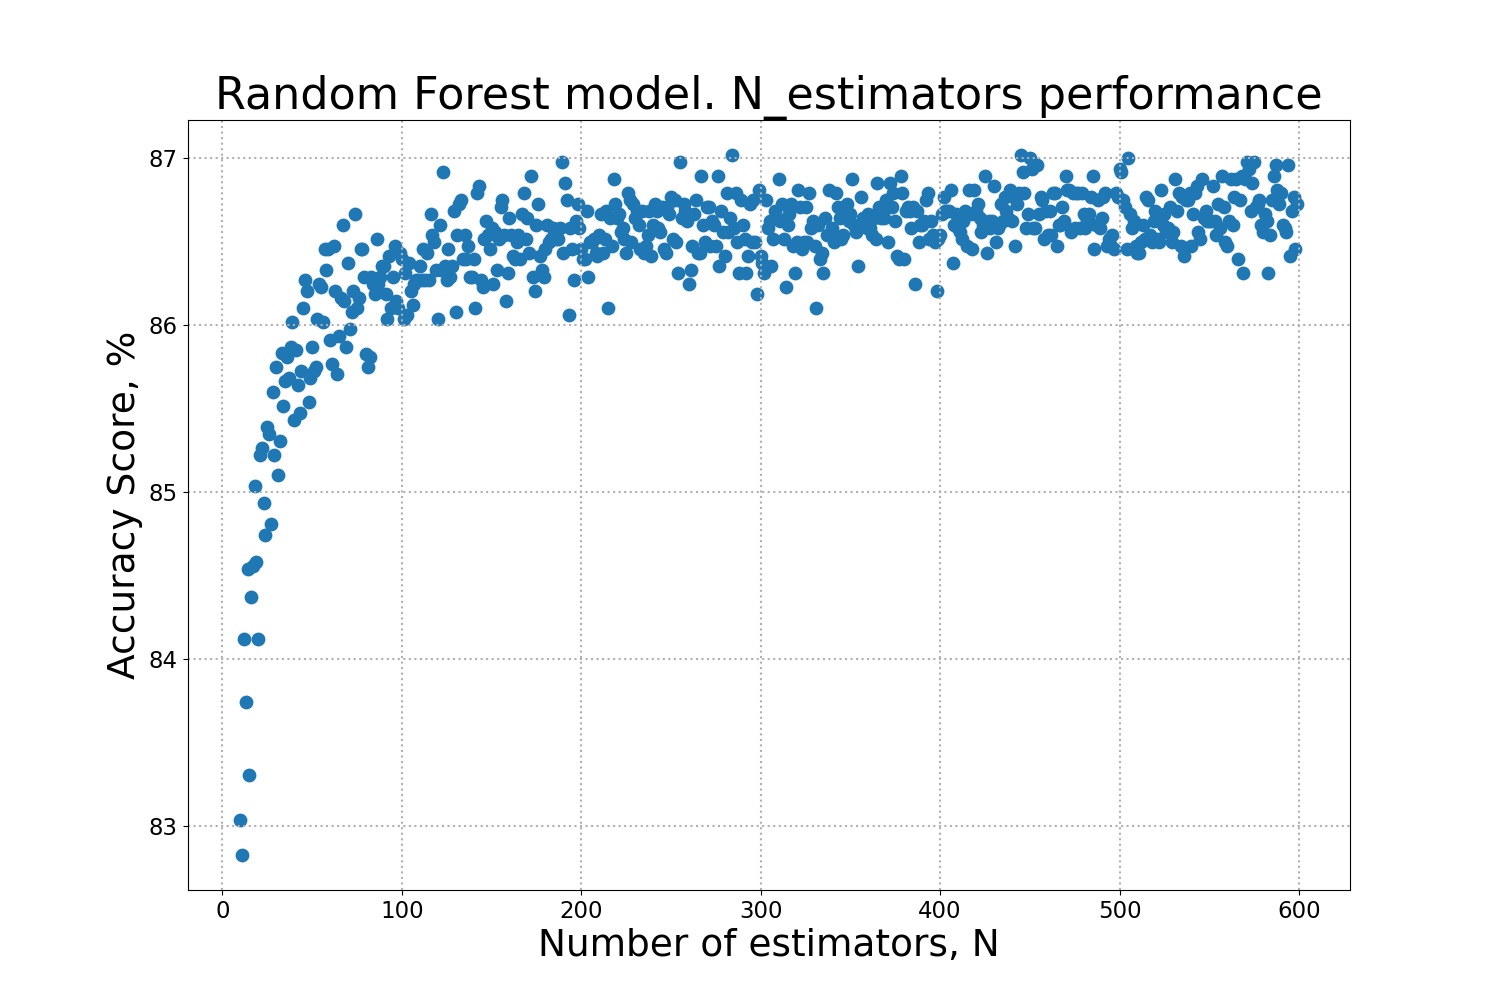 Random Forest model. N_estimators performance
Accuracy Score, %
87
86
85
84
83
0 100 200 300 400 500 600
Number of estimators, N